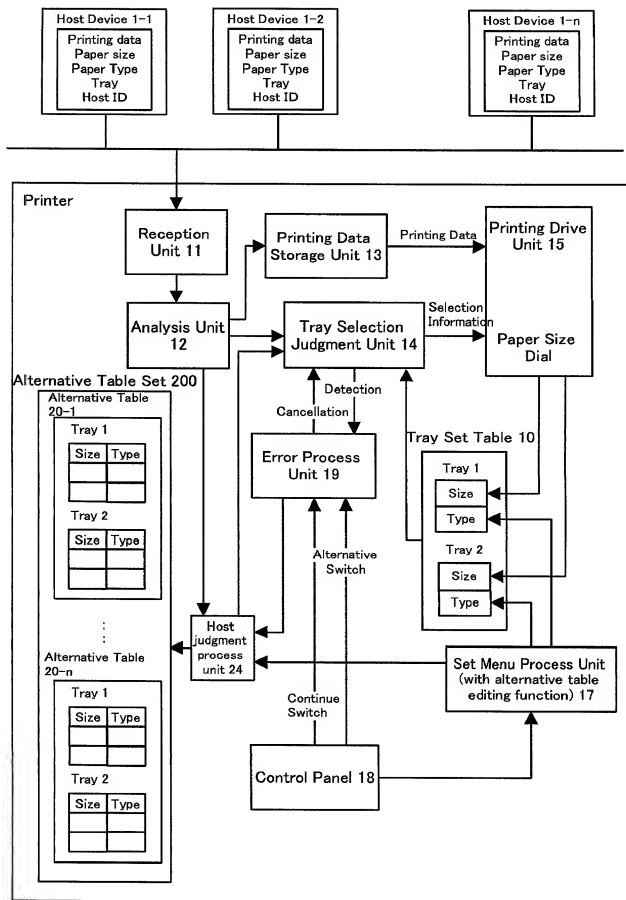 Host Device 1-1
Printing data
Paper size
Paper Type
Tray
Host ID
Host Device 1-2
Printing data
Paper size
Paper Type
Tray
Host ID
Host Device 1-n
Printing data
Paper size
Paper Type
Tray
Host ID
Printer
Reception
Unit 11
Printing Data
Storage Unit 13
Printing Data
Printing Drive
Unit 15
Paper Size
Dial
Analysis Unit
12
Tray Selection
Judgment Unit 14
Selection
Information
Alternative Table Set 200
Alternative Table
20-1
Tray 1
Size Type
Tray 2
Size Type
⋮
Alternative Table
20-n
Tray 1
Size Type
Tray 2
Size Type
Detection
Cancellation
Error Process
Unit 19
Tray Set Table 10
Tray 1
Size
Type
Tray 2
Size
Type
Alternative
Switch
Host
judgment
process
unit 24
Continue
Switch
Set Menu Process Unit
(with alternative table
editing function) 17
Control Panel 18